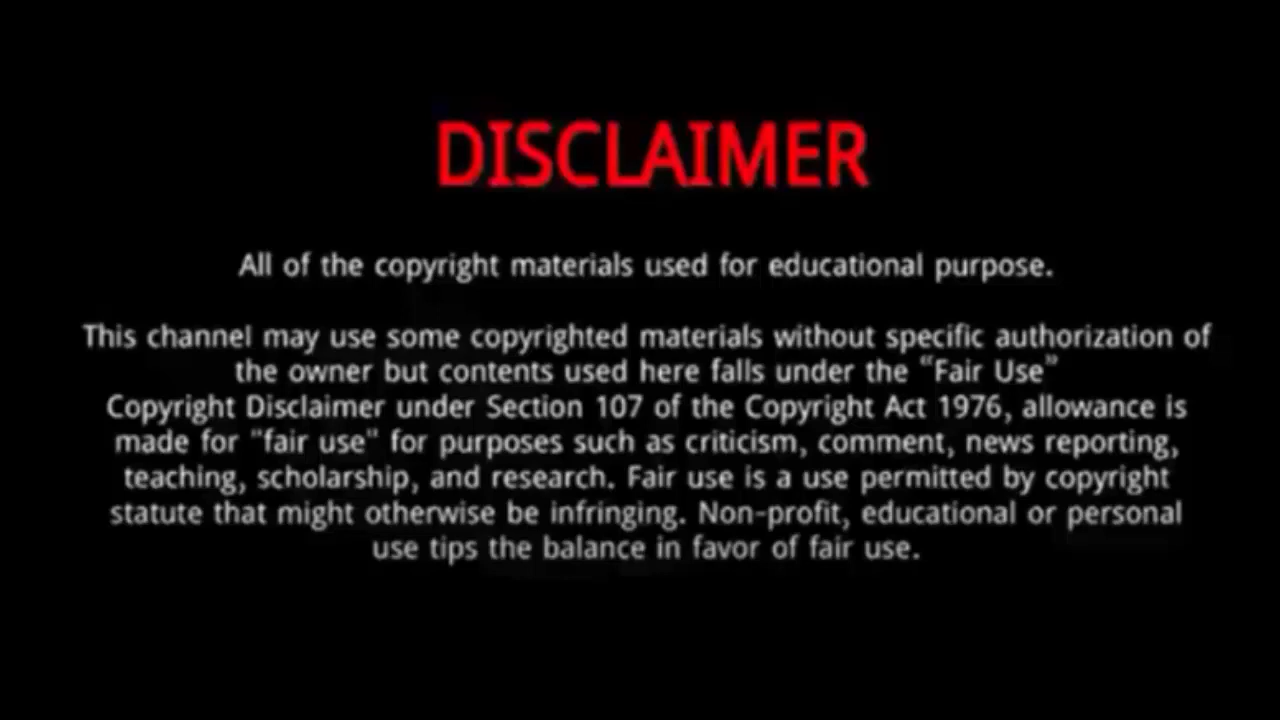 DISCLAIMER
All of the copyright materials used for educational purpose.
This channel may use some copyrighted materials without specific authorization of
the owner but contents used here falls under the “Fair Use”
Copyright Disclaimer under Section 107 of the Copyright Act 1976, allowance is
made for "fair use" for purposes such as criticism, comment, news reporting,
teaching, scholarship, and research. Fair use is a use permitted by copyright
statute that might otherwise be infringing. Non-profit, educational or personal
use tips the balance in favor of fair use.